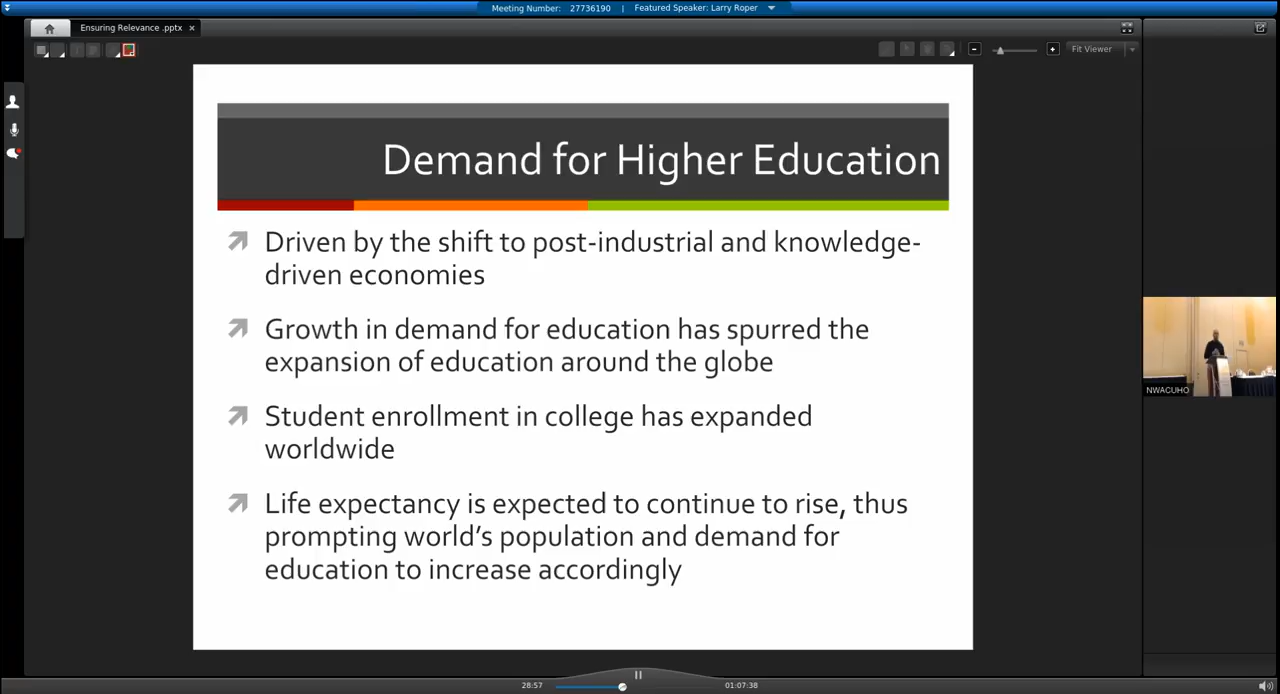 Meeting Number: 27736190 | Featured Speaker: Larry Roper
Ensuring Relevance .pptx ×
Fit Viewer
Demand for Higher Education
Driven by the shift to post-industrial and knowledge-
driven economies
Growth in demand for education has spurred the
expansion of education around the globe
Student enrollment in college has expanded
worldwide
Life expectancy is expected to continue to rise, thus
prompting world's population and demand for
education to increase accordingly
NWACUHO
28:57
01:07:38